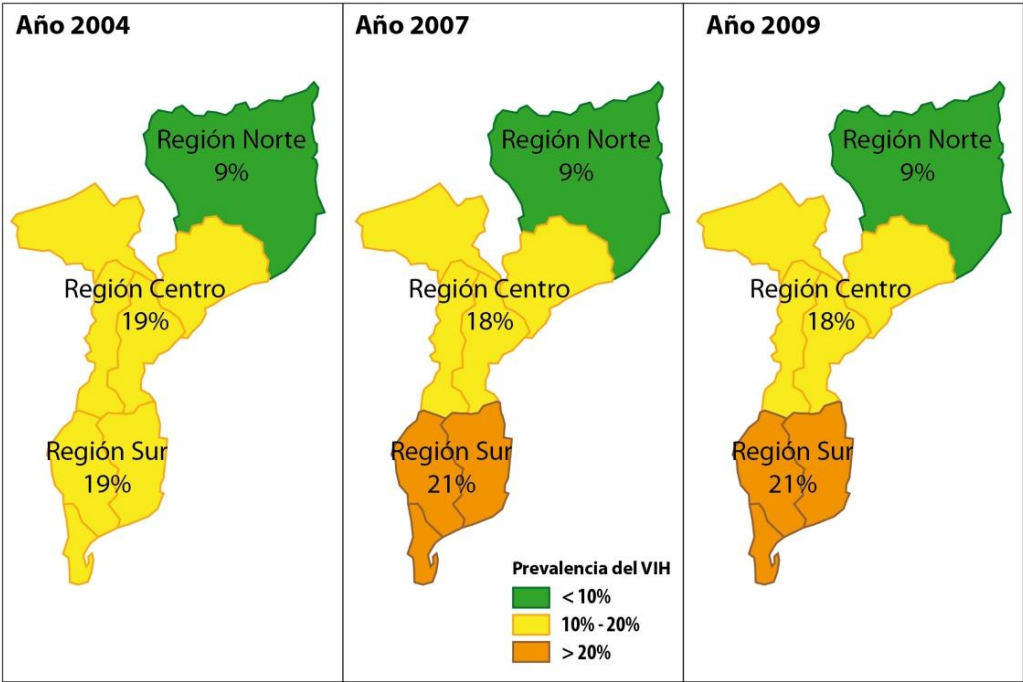 Año 2004
Región Norte
9%
Región Centro
19%
Región Sur
19%
Año 2007
Región Norte
9%
Región Centro
18%
Región Sur
21%
Prevalencia del VIH
< 10%
10% - 20%
> 20%
Año 2009
Región Norte
9%
Región Centro
18%
Región Sur
21%